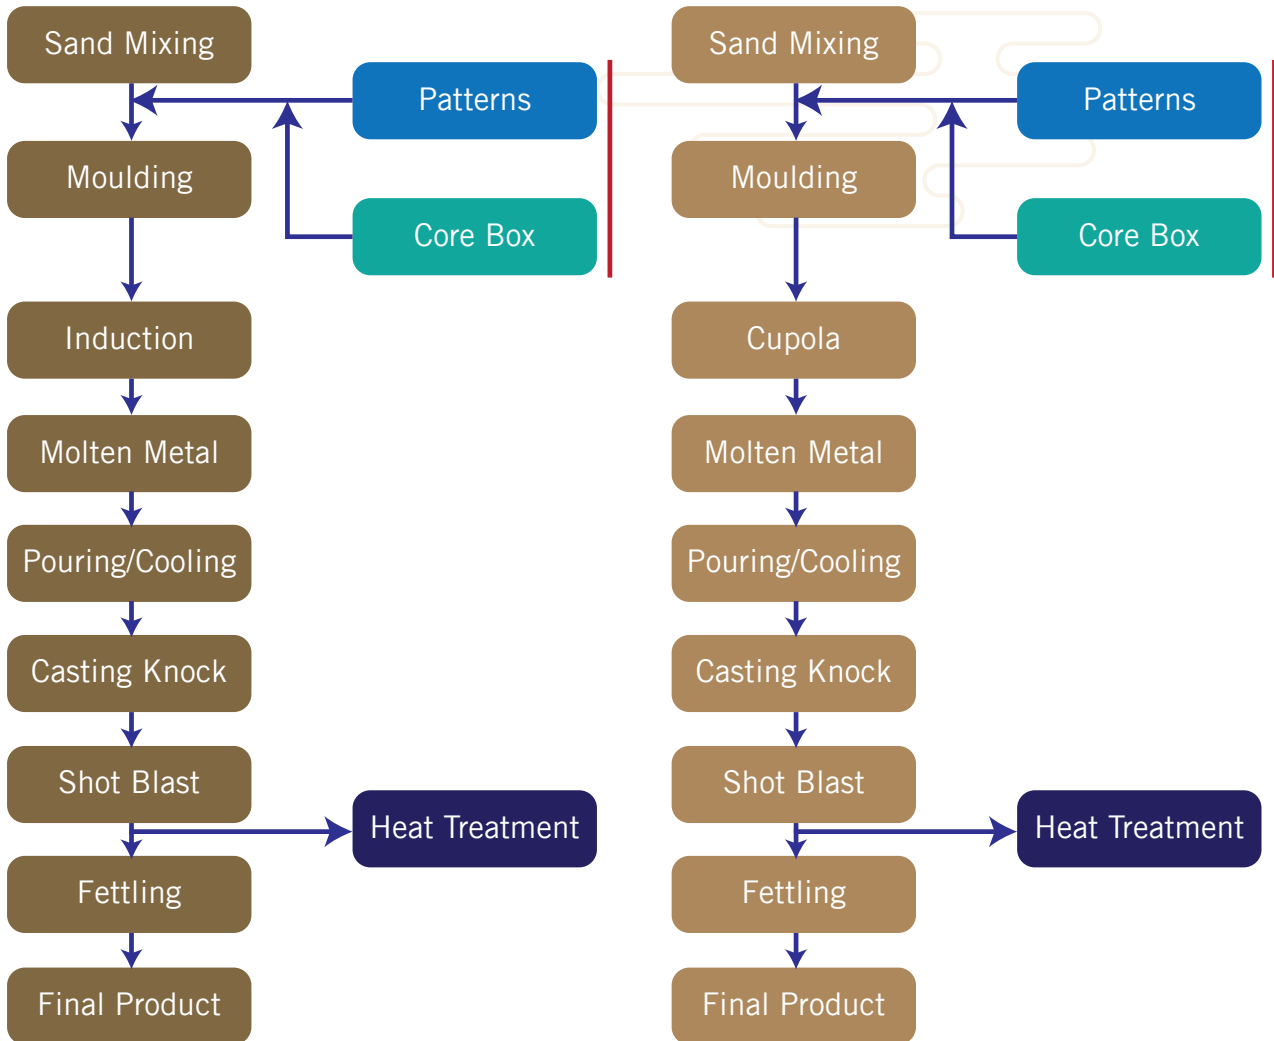 Sand Mixing
Patterns
Moulding
Core Box
Induction
Molten Metal
Pouring/Cooling
Casting Knock
Shot Blast
Heat Treatment
Fettling
Final Product
Sand Mixing
Patterns
Moulding
Core Box
Cupola
Molten Metal
Pouring/Cooling
Casting Knock
Shot Blast
Heat Treatment
Fettling
Final Product